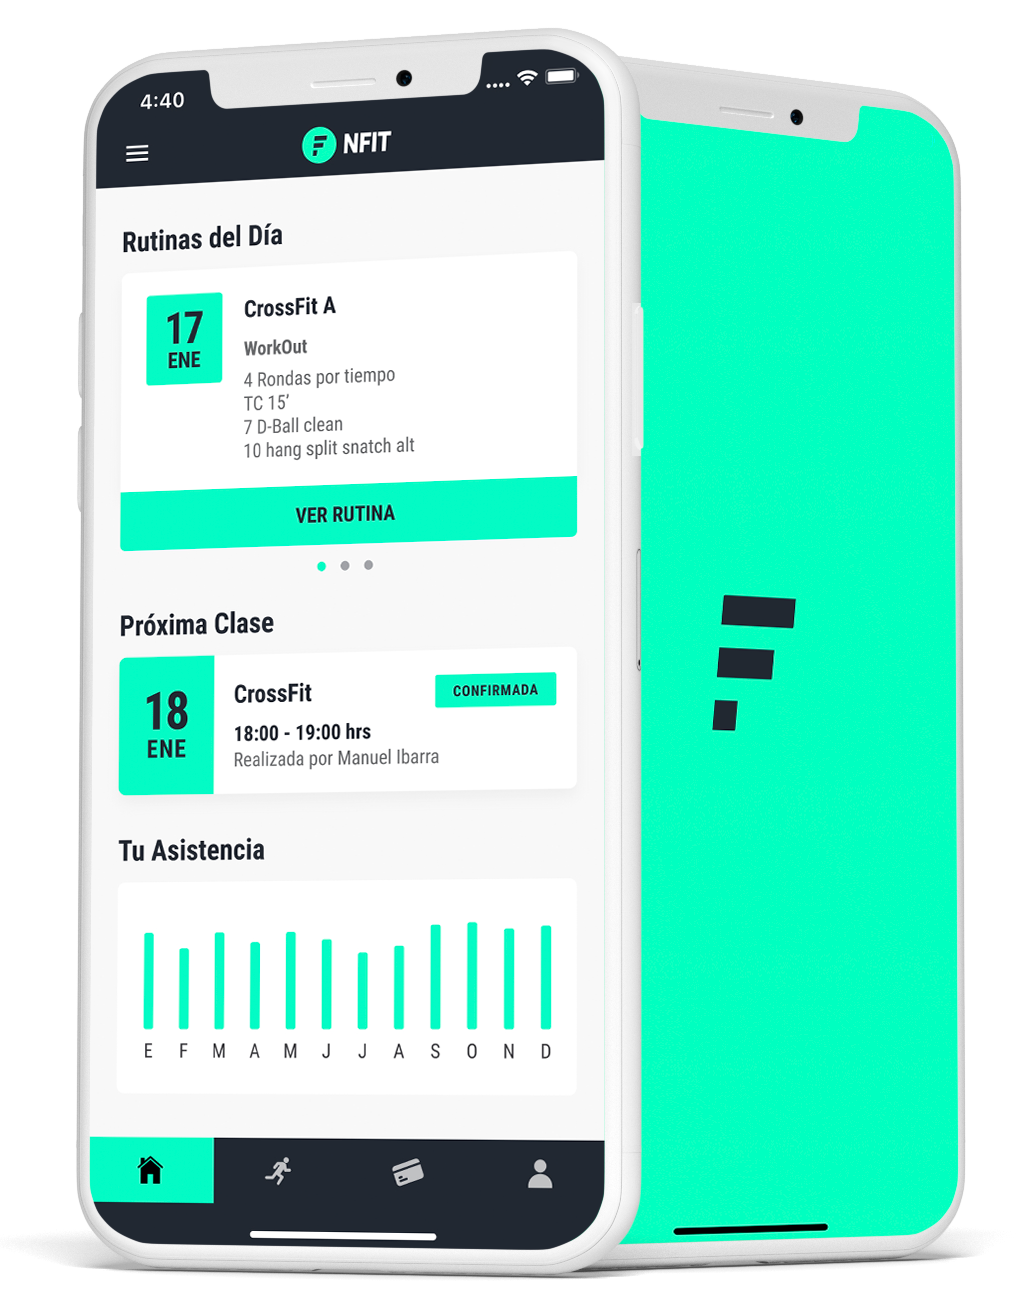 4:40
NFIT
Rutinas del Día
17
ENE
CrossFit A
WorkOut
4 Rondas por tiempo
TC 15'
7 D-Ball clean
10 hang split snatch alt
VER RUTINA
Próxima Clase
18
ENE
CrossFit
CONFIRMADA
18:00 - 19:00 hrs
Realizada por Manuel Ibarra
Tu Asistencia
E F M A M J J A S O N D